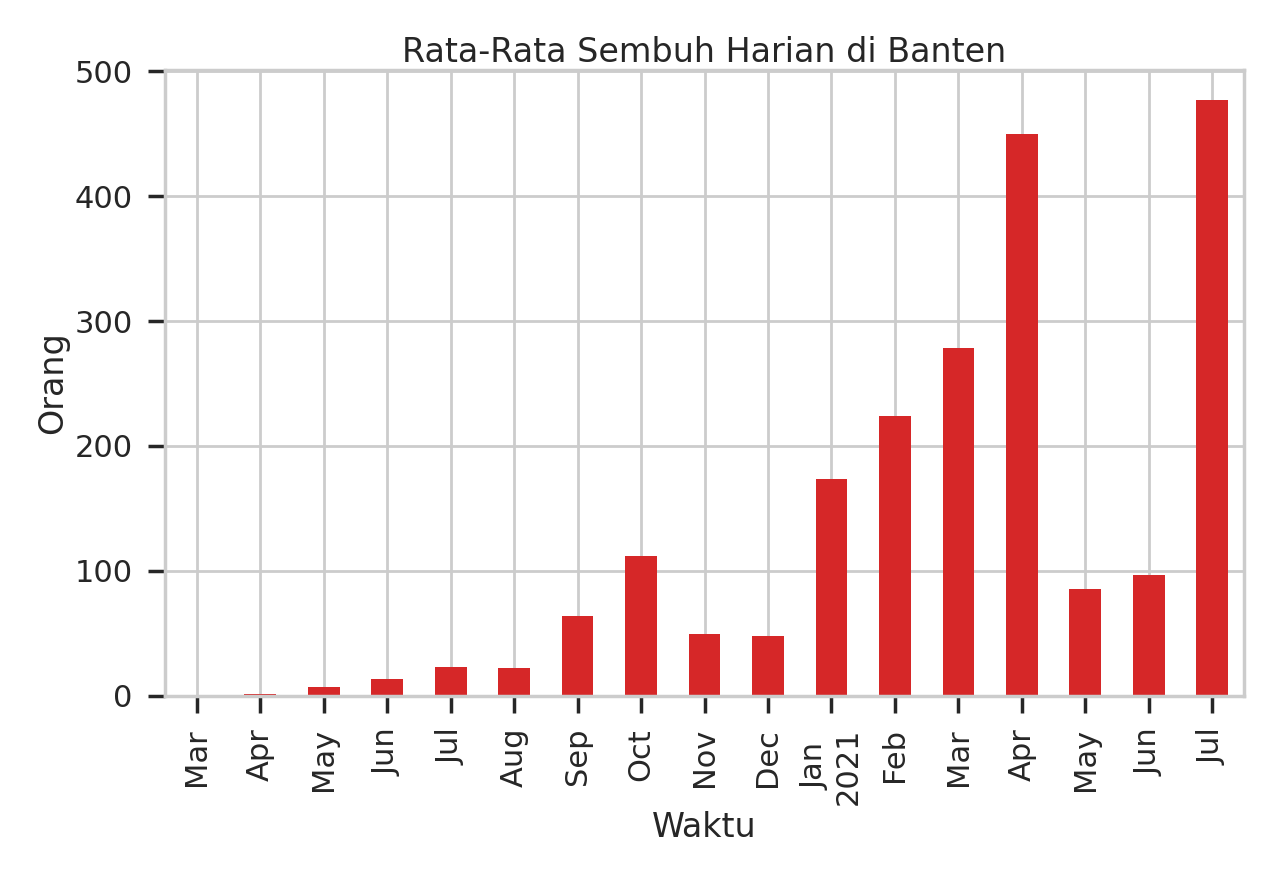 Rata-Rata Sembuh Harian di Banten
500
400
300
200
100
0
Orang
Mar
Apr
May
Jun
Jul
Aug
Sep
Oct
Nov
Dec
Jan
2021
Feb
Mar
Apr
May
Jun
Jul
Waktu